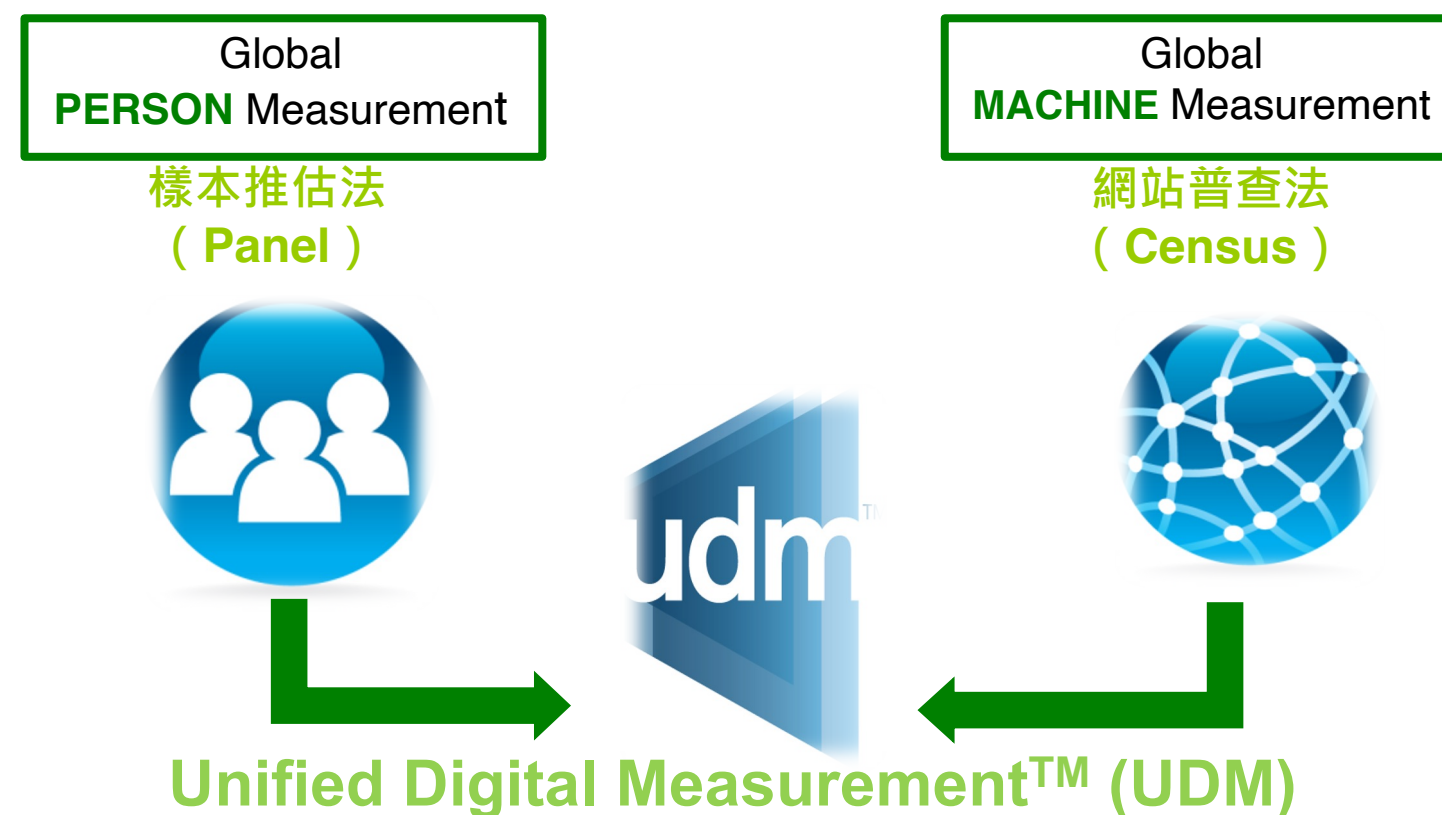 Global
PERSON Measurement
樣本推估法
（Panel）
Global
MACHINE Measurement
網站普查法
（Census）
udm™
Unified Digital Measurement™ (UDM)